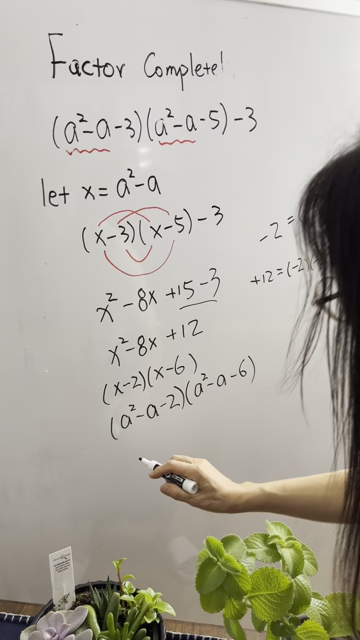 Factor Complete!
(a²-a-3)(a²-a-5)-3
let x = a²-a
(x-3)(x-5)-3
x²-8x+15-3
x²-8x+12
(x-2)(x-6)
(a²-a-2)(a²-a-6)
-2=
+12=(-2)